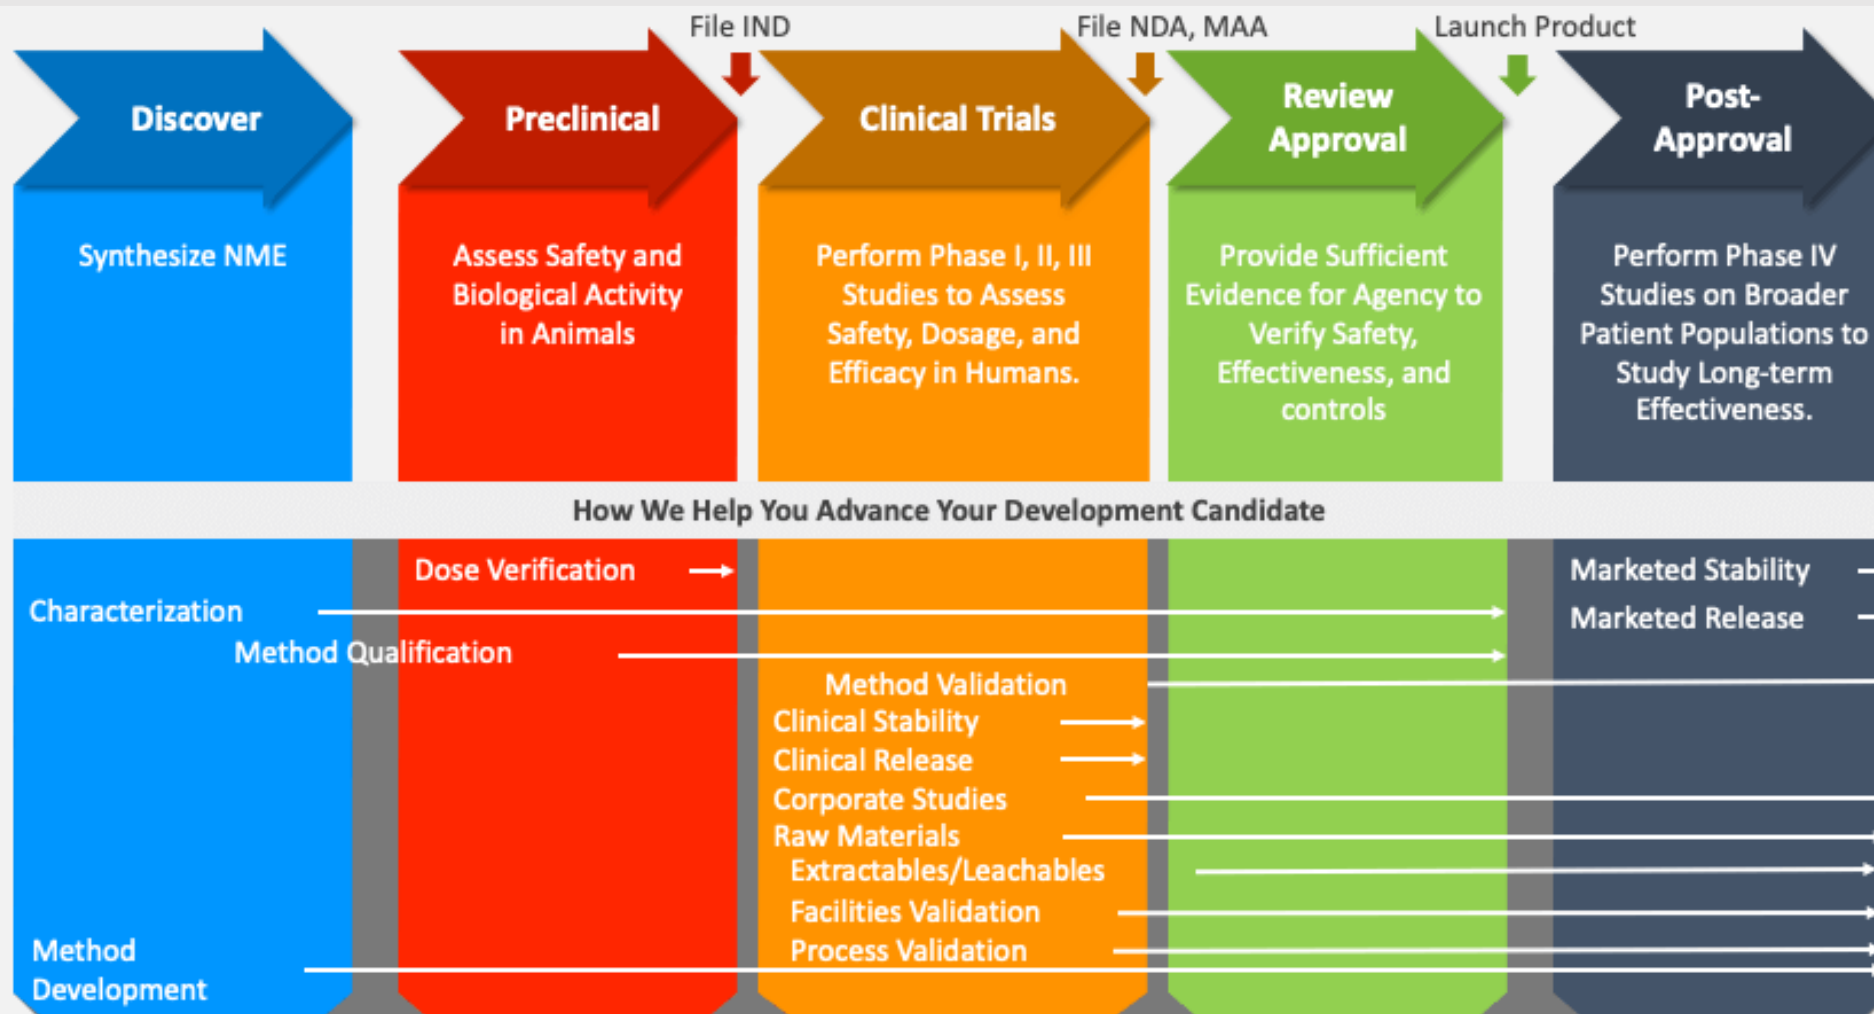 File IND
File NDA, MAA
Launch Product
Discover
Preclinical
Clinical Trials
Review
Approval
Post-
Approval
Synthesize NME
Assess Safety and
Biological Activity
in Animals
Perform Phase I, II, III
Studies to Assess
Safety, Dosage, and
Efficacy in Humans.
Provide Sufficient
Evidence for Agency to
Verify Safety,
Effectiveness, and
controls
Perform Phase IV
Studies on Broader
Patient Populations to
Study Long-term
Effectiveness.
How We Help You Advance Your Development Candidate
Dose Verification
Marketed Stability
Characterization
Marketed Release
Method Qualification
Method Validation
Clinical Stability
Clinical Release
Corporate Studies
Raw Materials
Extractables/Leachables
Facilities Validation
Process Validation
Method
Development